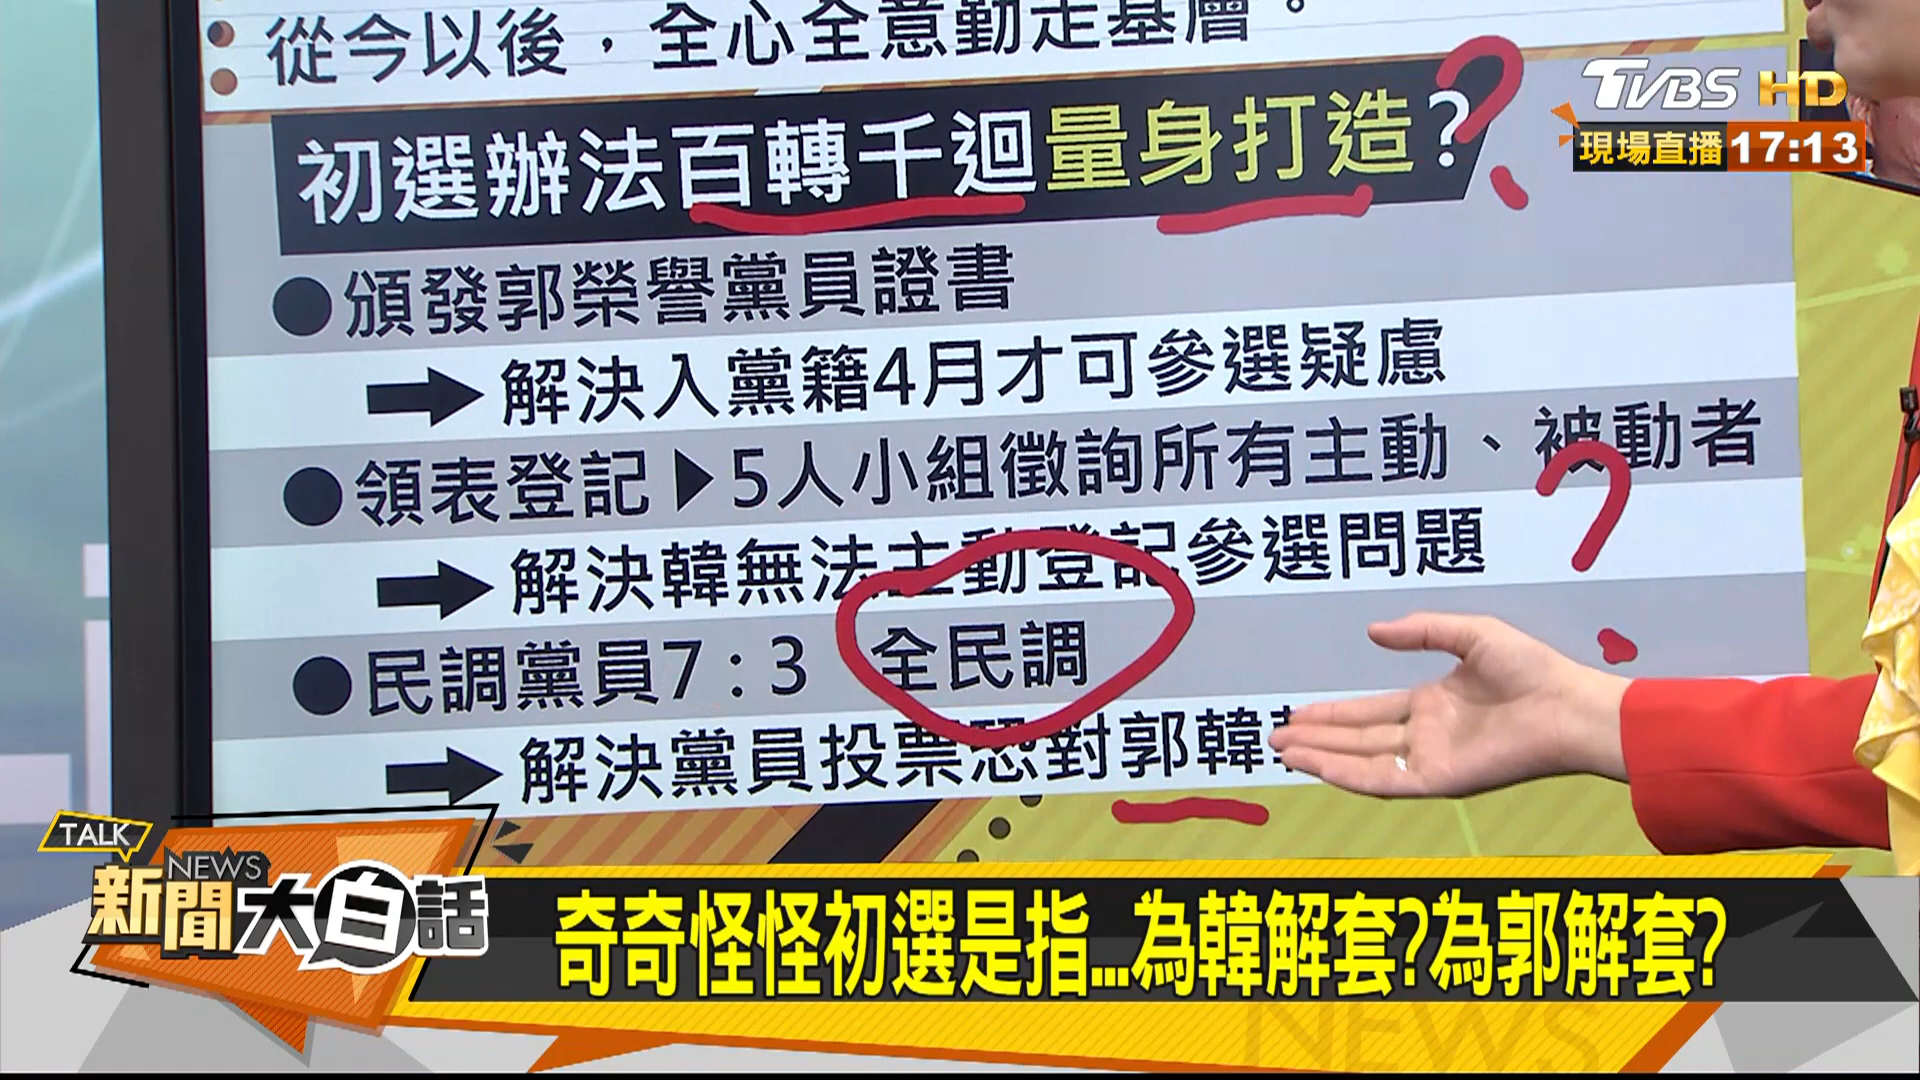 從今以後，全心全意勤走基層。
TVBS HD
現場直播 17:13
初選辦法百轉千迴量身打造？
●頒發郭榮譽黨員證書
➡解決入黨籍4月才可參選疑慮
●領表登記▶5人小組徵詢所有主動、被動者
➡解決韓無法主動登記參選問題
●民調黨員7：3 全民調
➡解決黨員投票恐對郭韓
TALK
NEWS
新聞大白話
奇奇怪怪初選是指...為韓解套?為郭解套?
NEWS